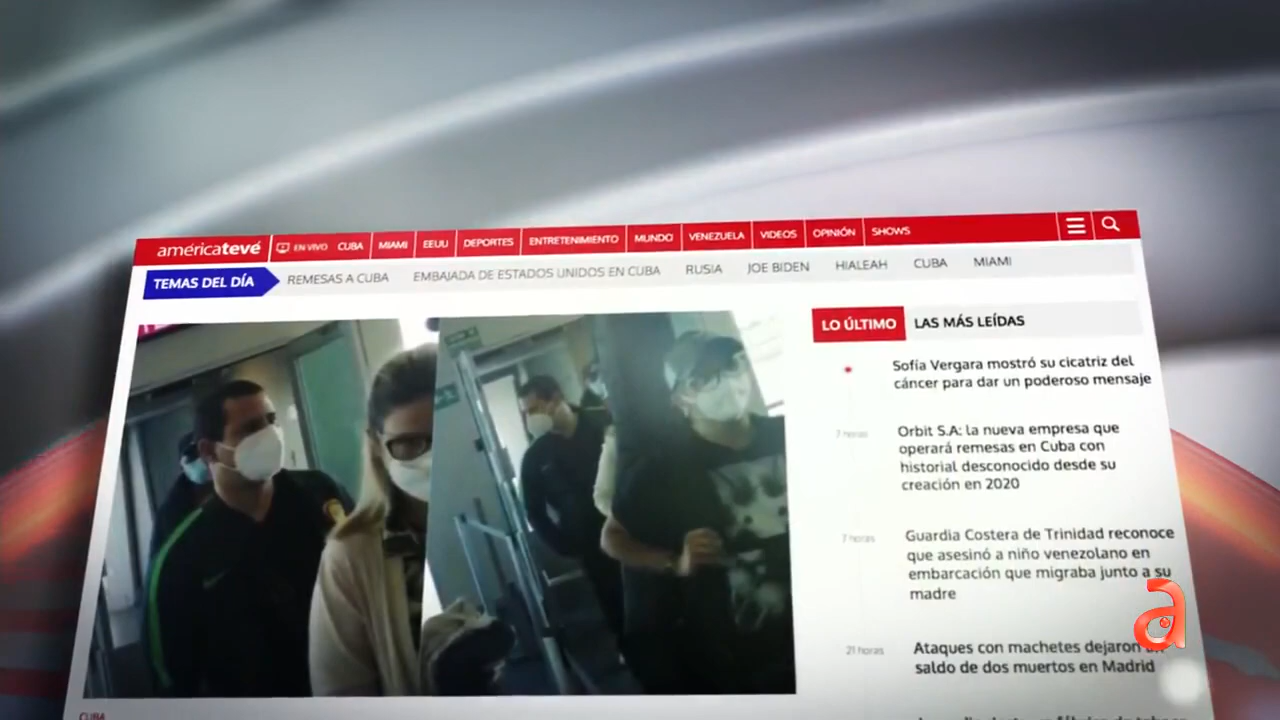 américatevé
EN VIVO CUBA MIAMI EEUU DEPORTES ENTRETENIMIENTO MUNDO VENEZUELA VIDEOS OPINIÓN SHOWS
TEMAS DEL DÍA REMESAS A CUBA EMBAJADA DE ESTADOS UNIDOS EN CUBA RUSIA JOE BIDEN HIALEAH CUBA MIAMI
LO ÚLTIMO LAS MÁS LEÍDAS
Sofía Vergara mostró su cicatriz del
cáncer para dar un poderoso mensaje
7 horas
Orbit S.A: la nueva empresa que
operará remesas en Cuba con
historial desconocido desde su
creación en 2020
7 horas
Guardia Costera de Trinidad reconoce
que asesinó a niño venezolano en
embarcación que migraba junto a su
madre
21 horas
Ataques con machetes dejaron
saldo de dos muertos en Madrid
a
CUBA